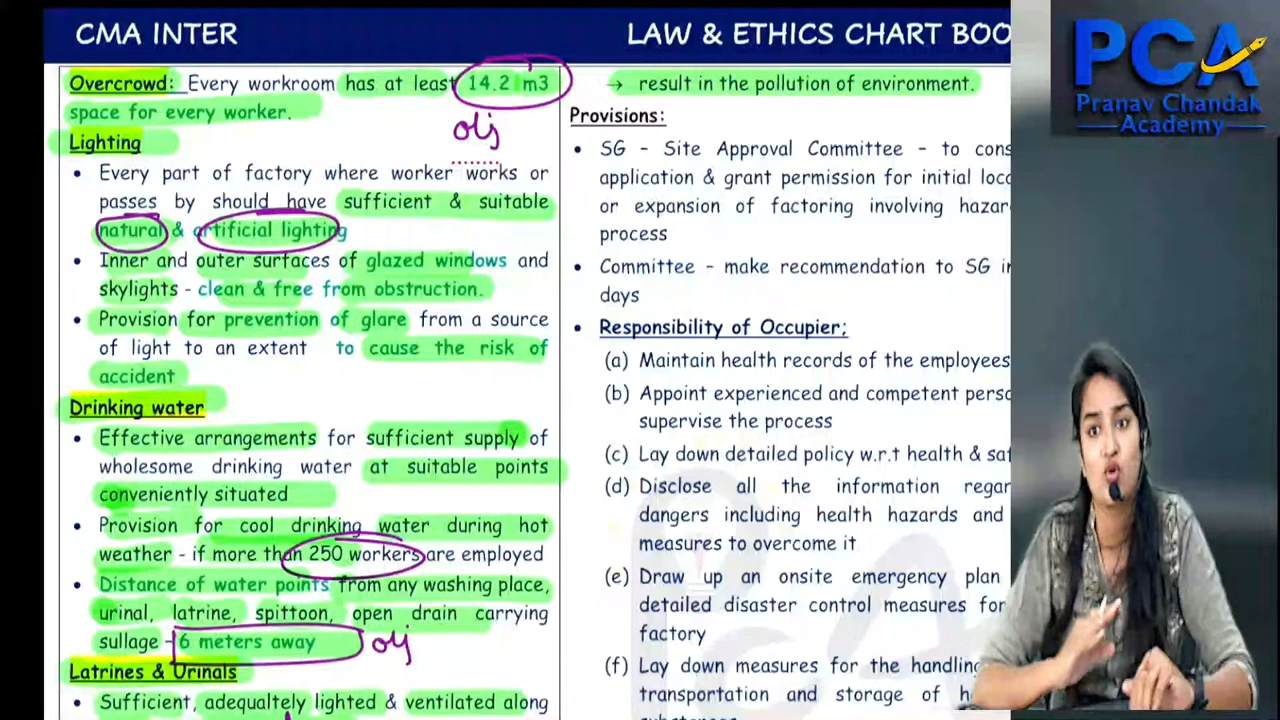 CMA INTER
LAW & ETHICS CHART BOO
PCA
Pranav Chandak
Academy
Overcrowd: Every workroom has at least 14.2 m3
space for every worker.
obj
Lighting
• Every part of factory where worker works or
passes by should have sufficient & suitable
natural & artificial lighting
• Inner and outer surfaces of glazed windows and
skylights - clean & free from obstruction.
• Provision for prevention of glare from a source
of light to an extent to cause the risk of
accident
Drinking water
• Effective arrangements for sufficient supply of
wholesome drinking water at suitable points
conveniently situated
• Provision for cool drinking water during hot
weather - if more than 250 workers are employed
• Distance of water points from any washing place,
urinal, latrine, spittoon, open drain carrying
sullage - 6 meters away
obj
Latrines & Urinals
• Sufficient, adequaltely lighted & ventilated along
→ result in the pollution of environment.
Provisions:
• SG - Site Approval Committee - to cons
application & grant permission for initial loc
or expansion of factoring involving hazar
process
• Committee - make recommendation to SG in
days
• Responsibility of Occupier;
(a) Maintain health records of the employees
(b) Appoint experienced and competent perso
supervise the process
(c) Lay down detailed policy w.r.t health & sa
(d) Disclose all the information regar
dangers including health hazards and
measures to overcome it
(e) Draw up an onsite emergency plan
detailed disaster control measures for
factory
(f) Lay down measures for the handling
transportation and storage of h